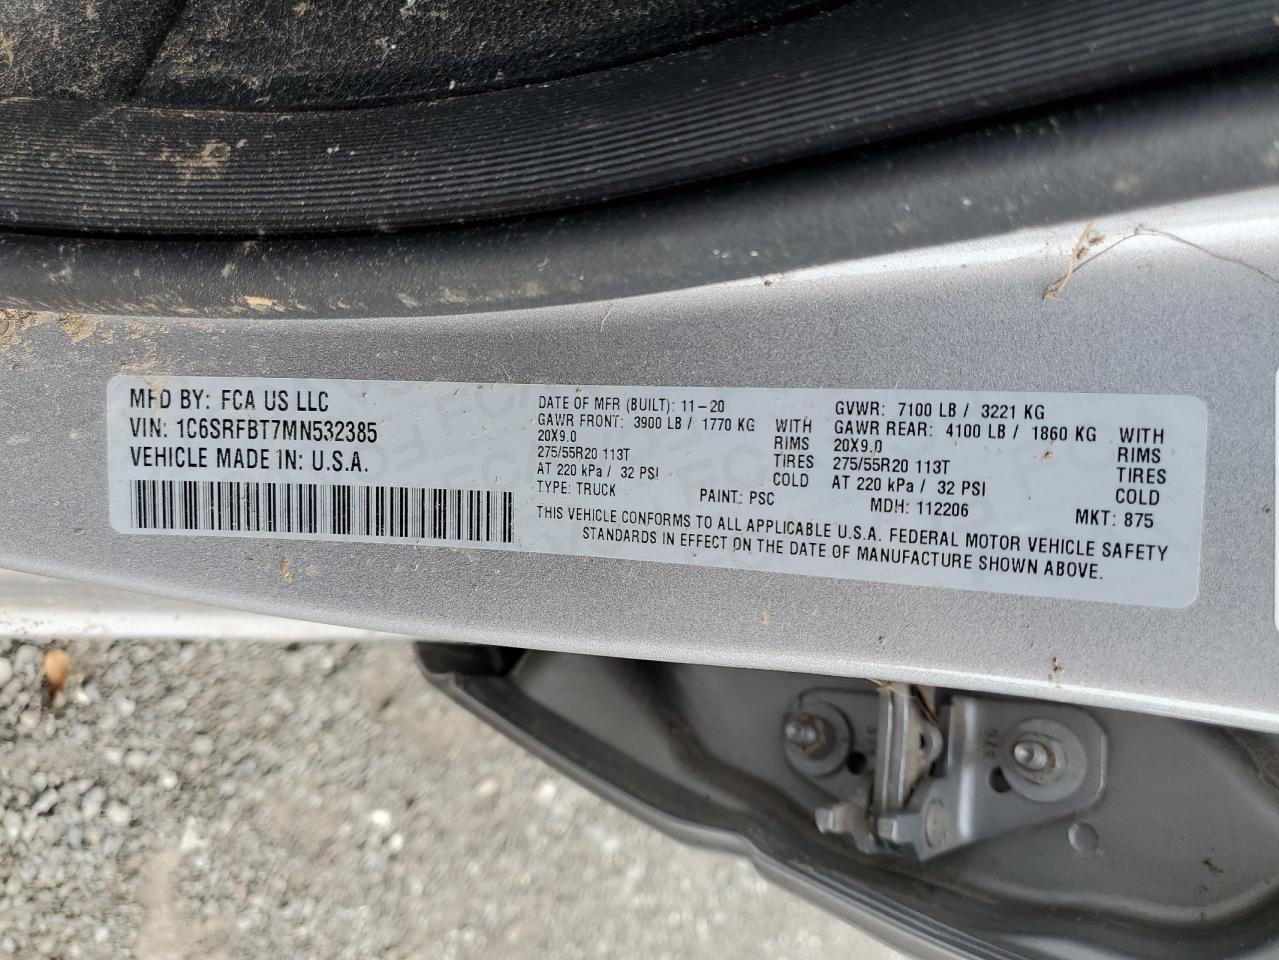 MFD BY: FCA US LLC
VIN: 1C6SRFBT7MN532385
VEHICLE MADE IN: U.S.A.
DATE OF MFR (BUILT): 11-20
GAWR FRONT: 3900 LB / 1770 KG WITH
20X9.0 RIMS
275/55R20 113T TIRES
AT 220 kPa / 32 PSI COLD
TYPE: TRUCK PAINT: PSC
GVWR: 7100 LB / 3221 KG
GAWR REAR: 4100 LB / 1860 KG WITH
20X9.0 RIMS
275/55R20 113T TIRES
AT 220 kPa / 32 PSI COLD
MDH: 112206 MKT: 875
THIS VEHICLE CONFORMS TO ALL APPLICABLE U.S.A. FEDERAL MOTOR VEHICLE SAFETY
STANDARDS IN EFFECT ON THE DATE OF MANUFACTURE SHOWN ABOVE.